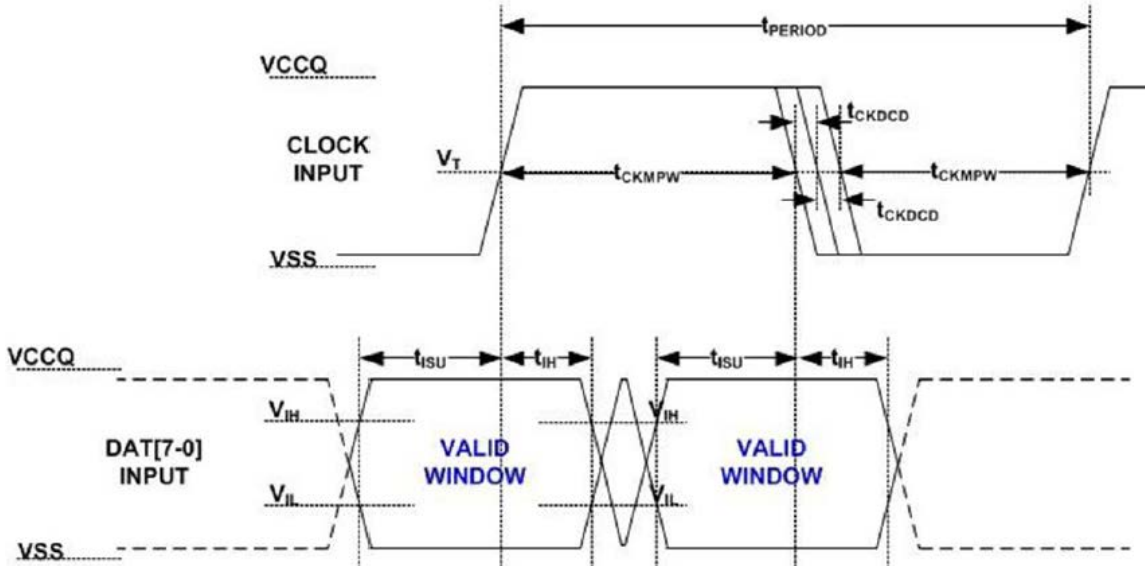 tPERIOD
VCCQ
tCKDCD
CLOCK
INPUT
VT
tCKMPW
tCKMPW
tCKDCD
VSS
VCCQ
tISU
tIH
tISU
tIH
VIH
VIH
DAT[7-0]
INPUT
VALID
WINDOW
VALID
WINDOW
VIL
VIL
VSS